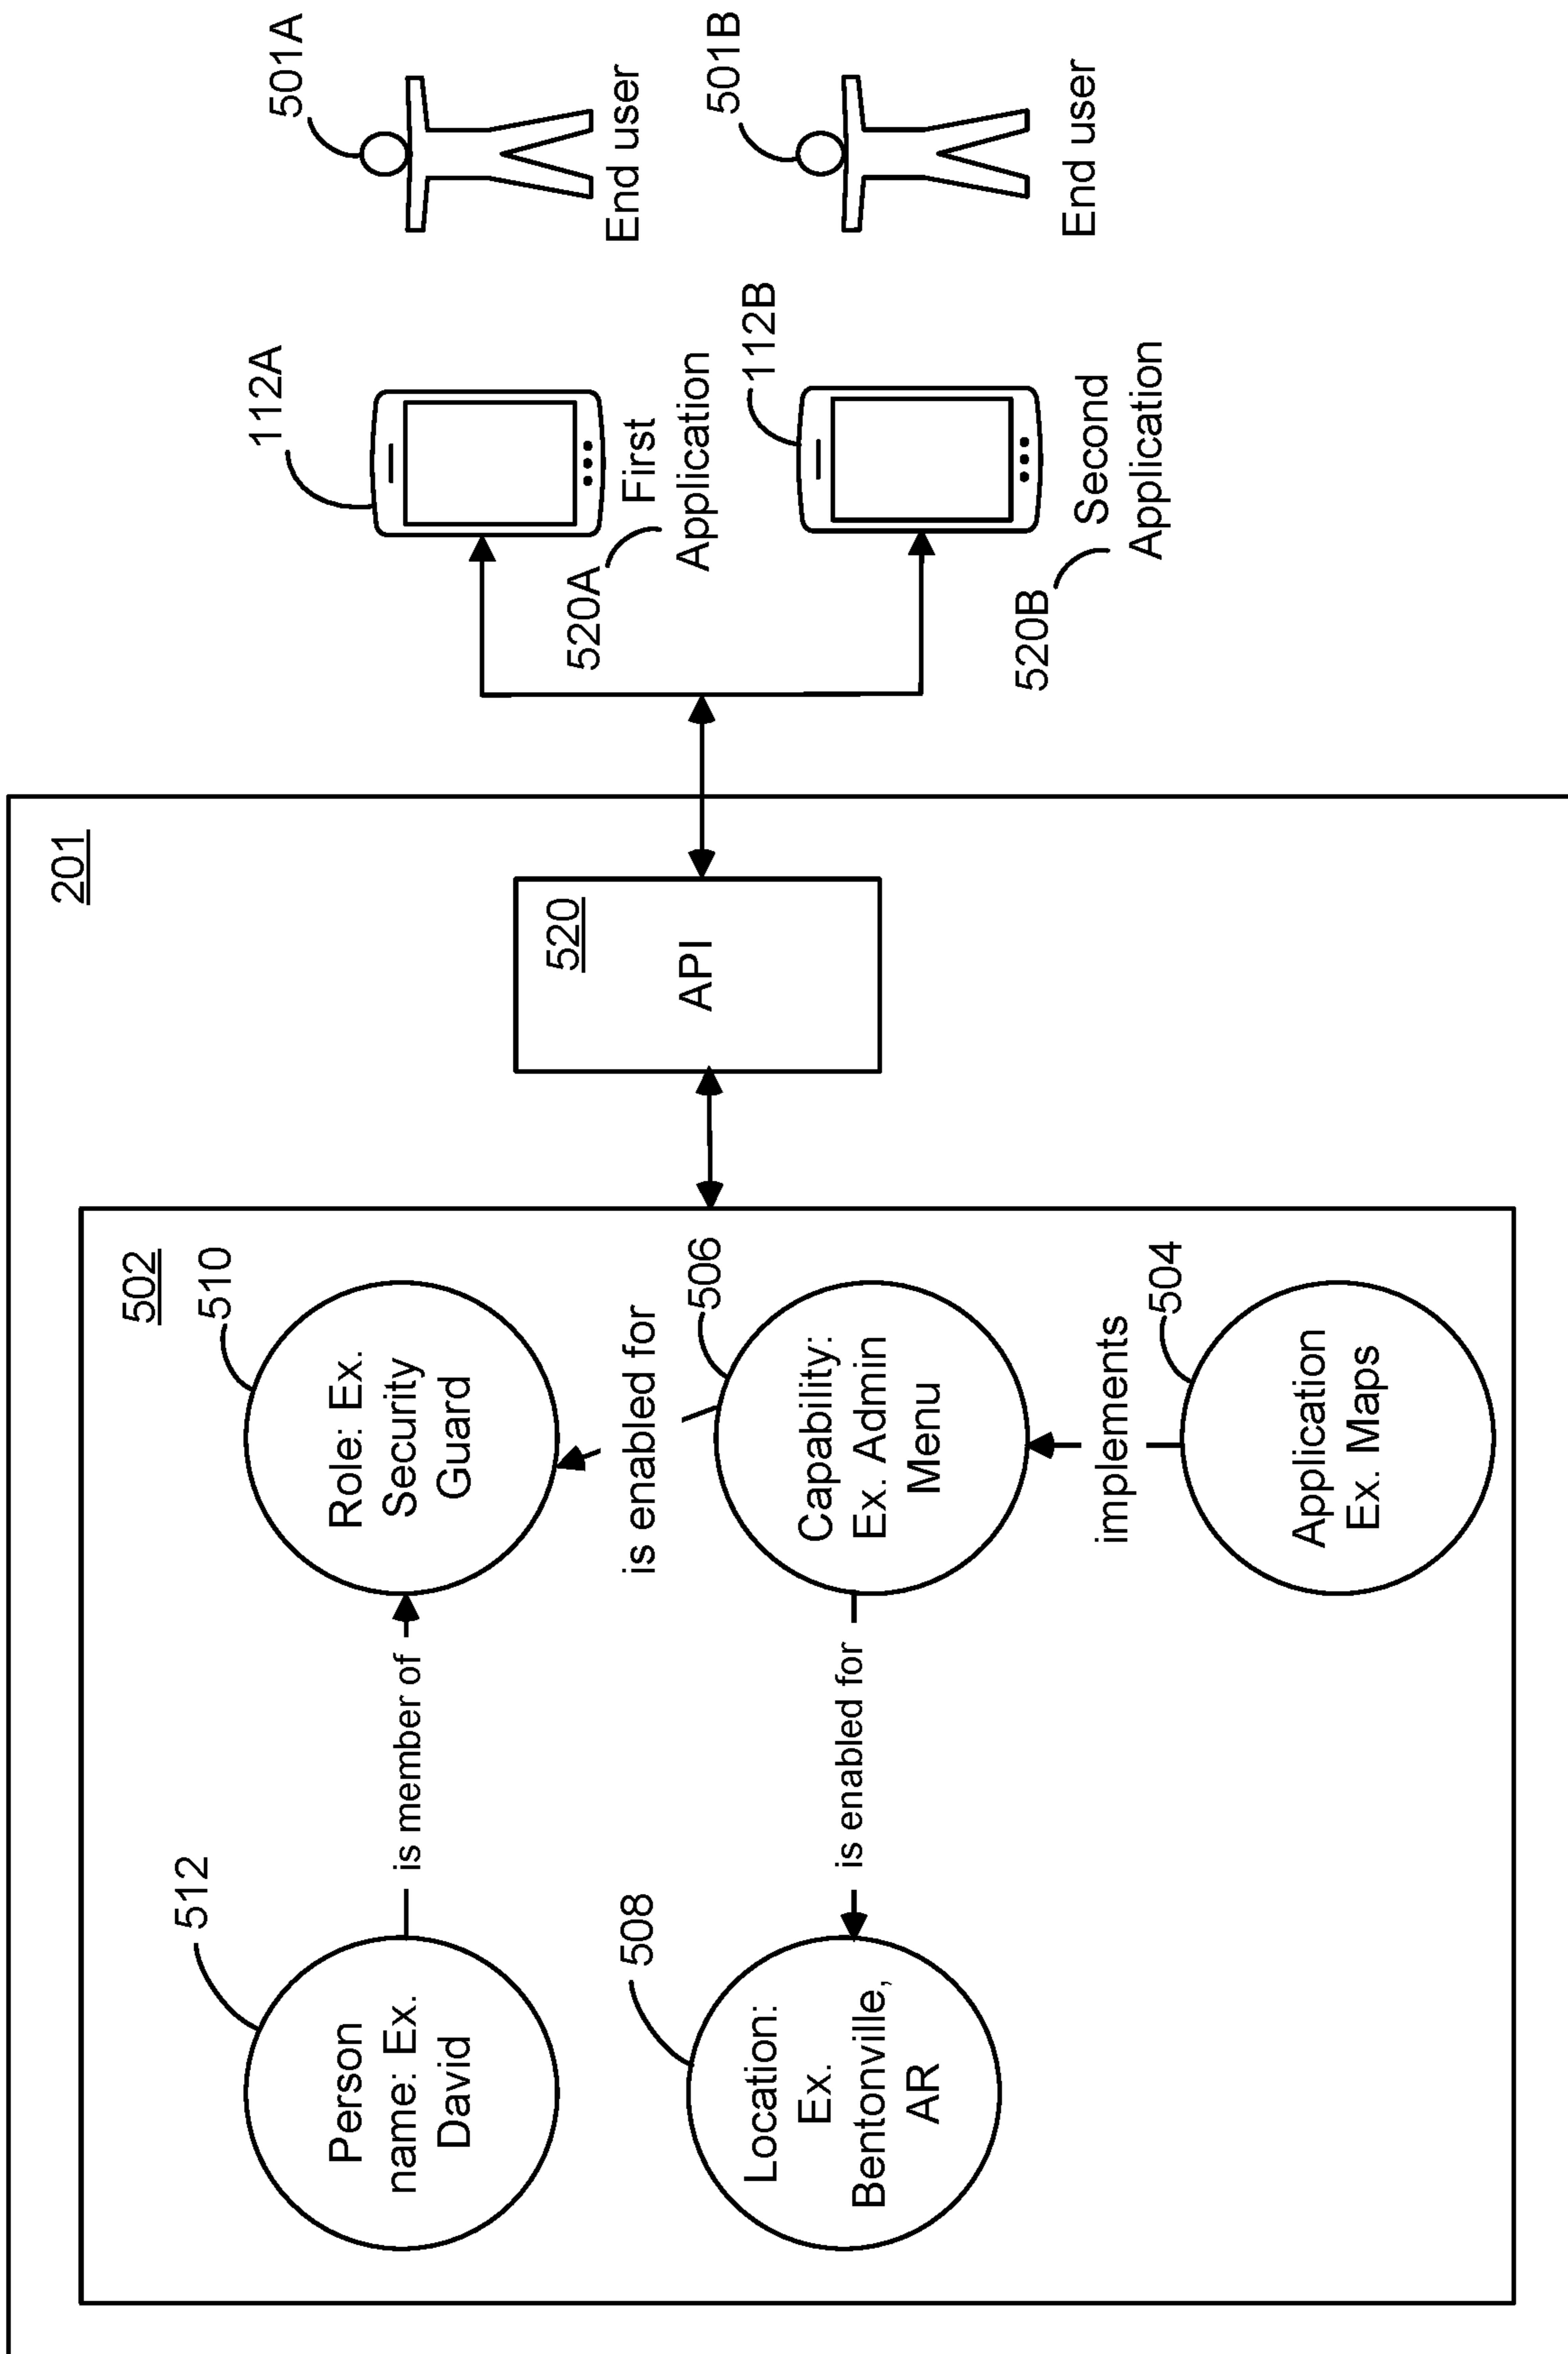 201
502
512
Person
name: Ex.
David
is member of
510
Role: Ex.
Security
Guard
is enabled for
508
Location:
Ex.
Bentonville,
AR
is enabled for
506
Capability:
Ex. Admin
Menu
implements
504
Application
Ex. Maps
520
API
112A
520A
First
Application
501A
End user
112B
520B
Second
Application
501B
End user